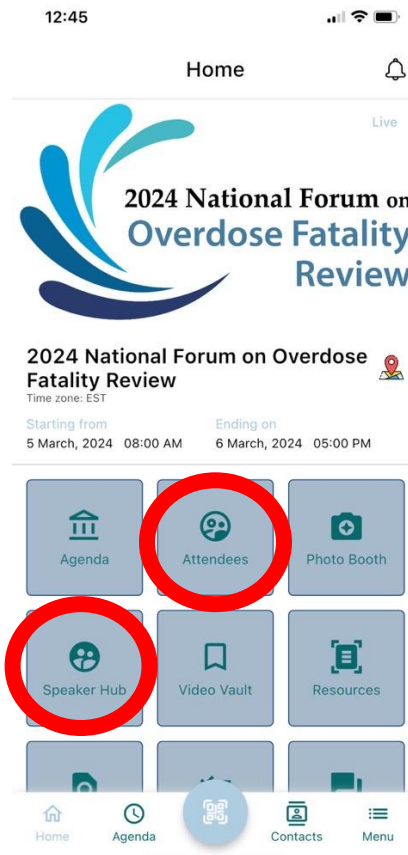 12:45
Home
Live
2024 National Forum on
Overdose Fatality
Review
2024 National Forum on Overdose
Fatality Review
Time zone: EST
Starting from
Ending on
5 March, 2024 08:00 AM
6 March, 2024 05:00 PM
Agenda
Attendees
Photo Booth
Speaker Hub
Video Vault
Resources
Home
Agenda
Contacts
Menu